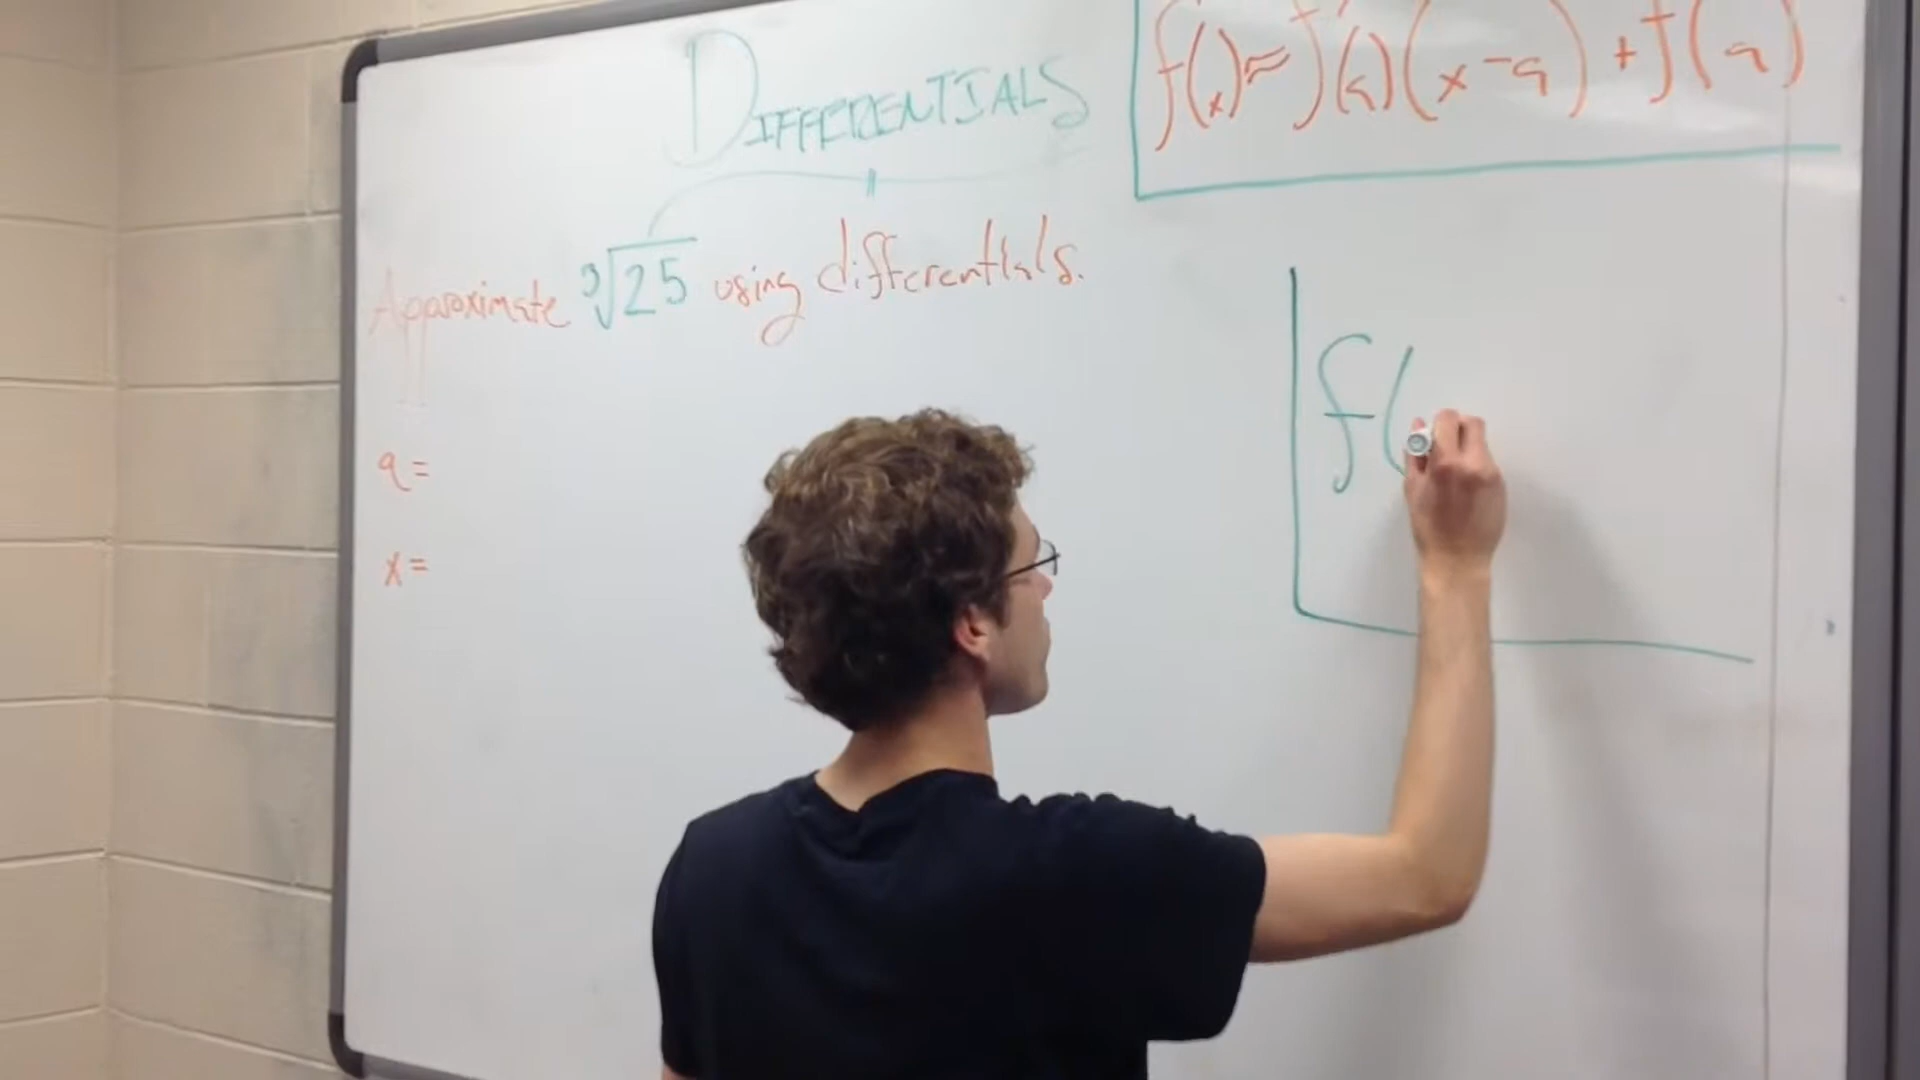 DIFFERENTIALS
f(x)≈f'(a)(x-a)+f(a)
Approximate ∛25 using differentials.
a=
x=
f(